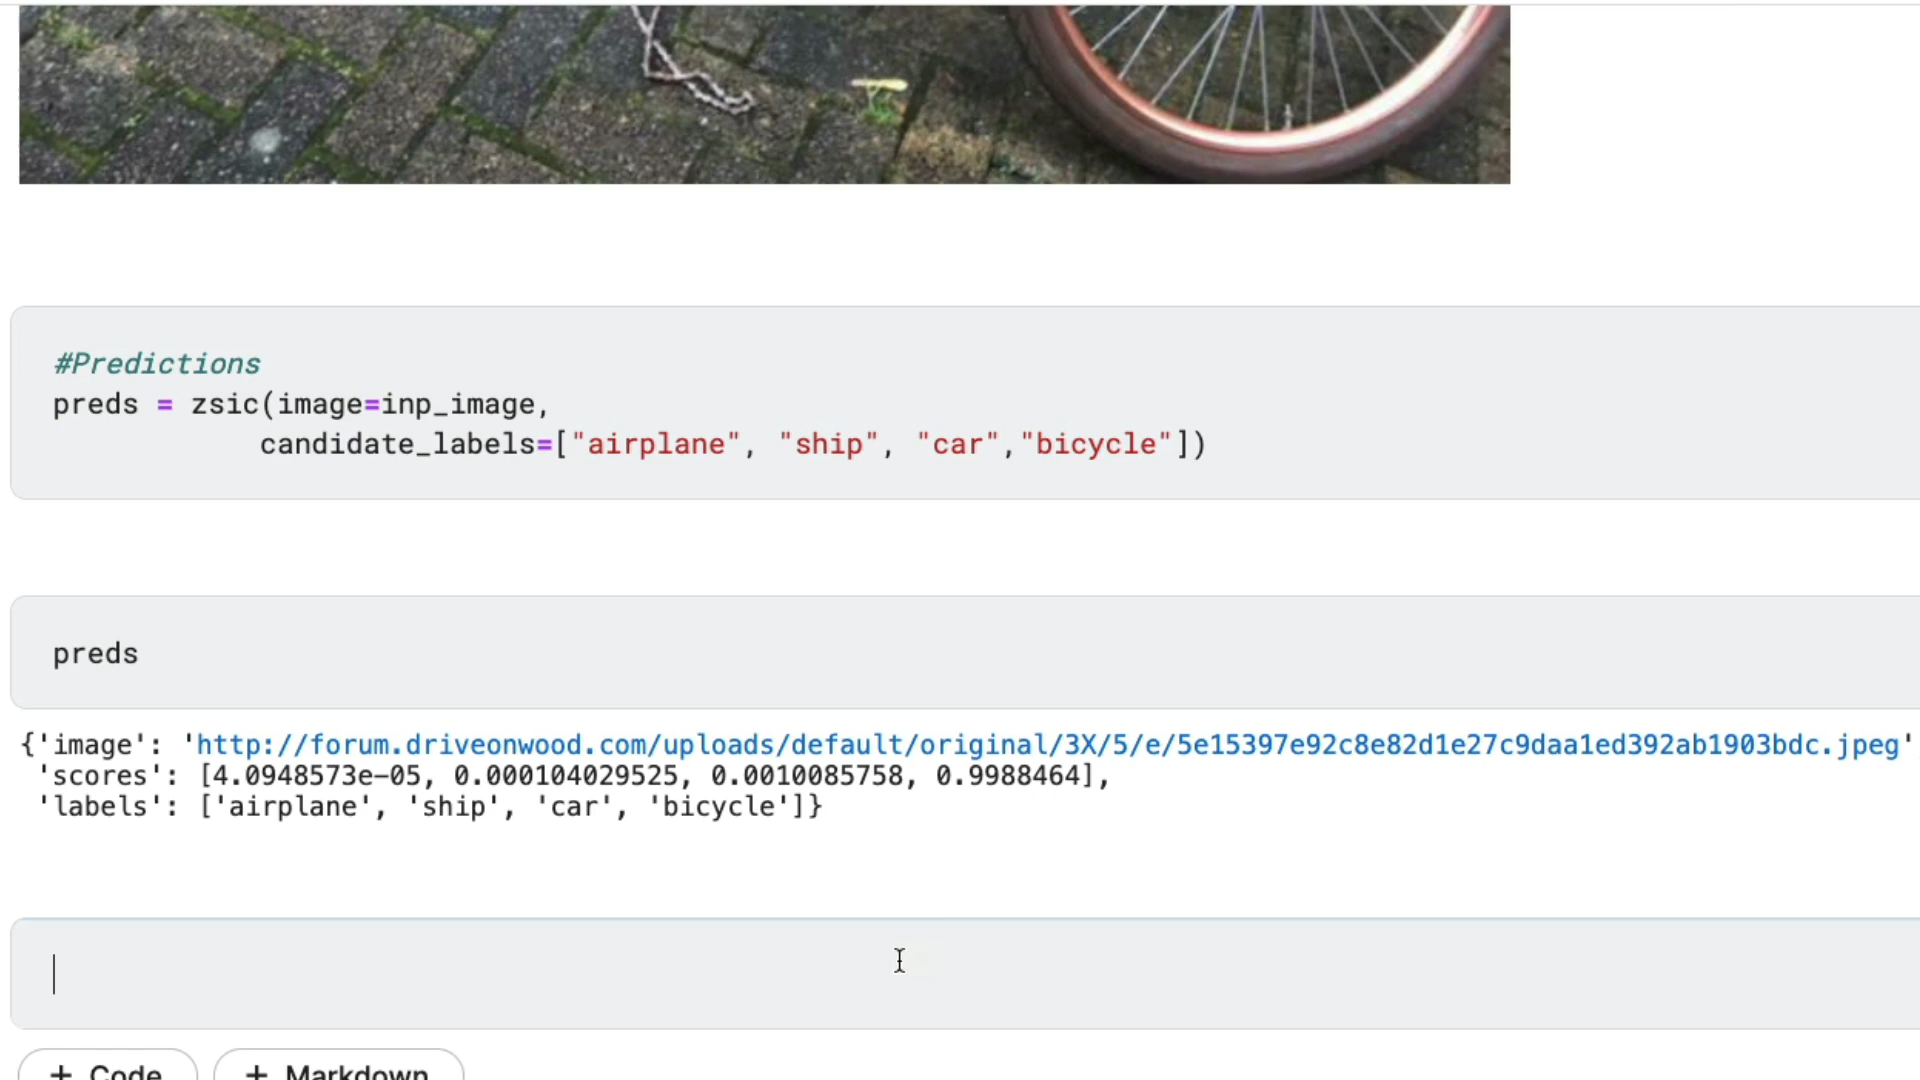 #Predictions
preds = zsic(image=inp_image,
candidate_labels=["airplane", "ship", "car","bicycle"])
preds
{'image': 'http://forum.driveonwood.com/uploads/default/original/3X/5/e/5e15397e92c8e82d1e27c9daa1ed392ab1903bdc.jpeg'
'scores': [4.0948573e-05, 0.000104029525, 0.0010085758, 0.9988464],
'labels': ['airplane', 'ship', 'car', 'bicycle']}
+ Code + Markdown